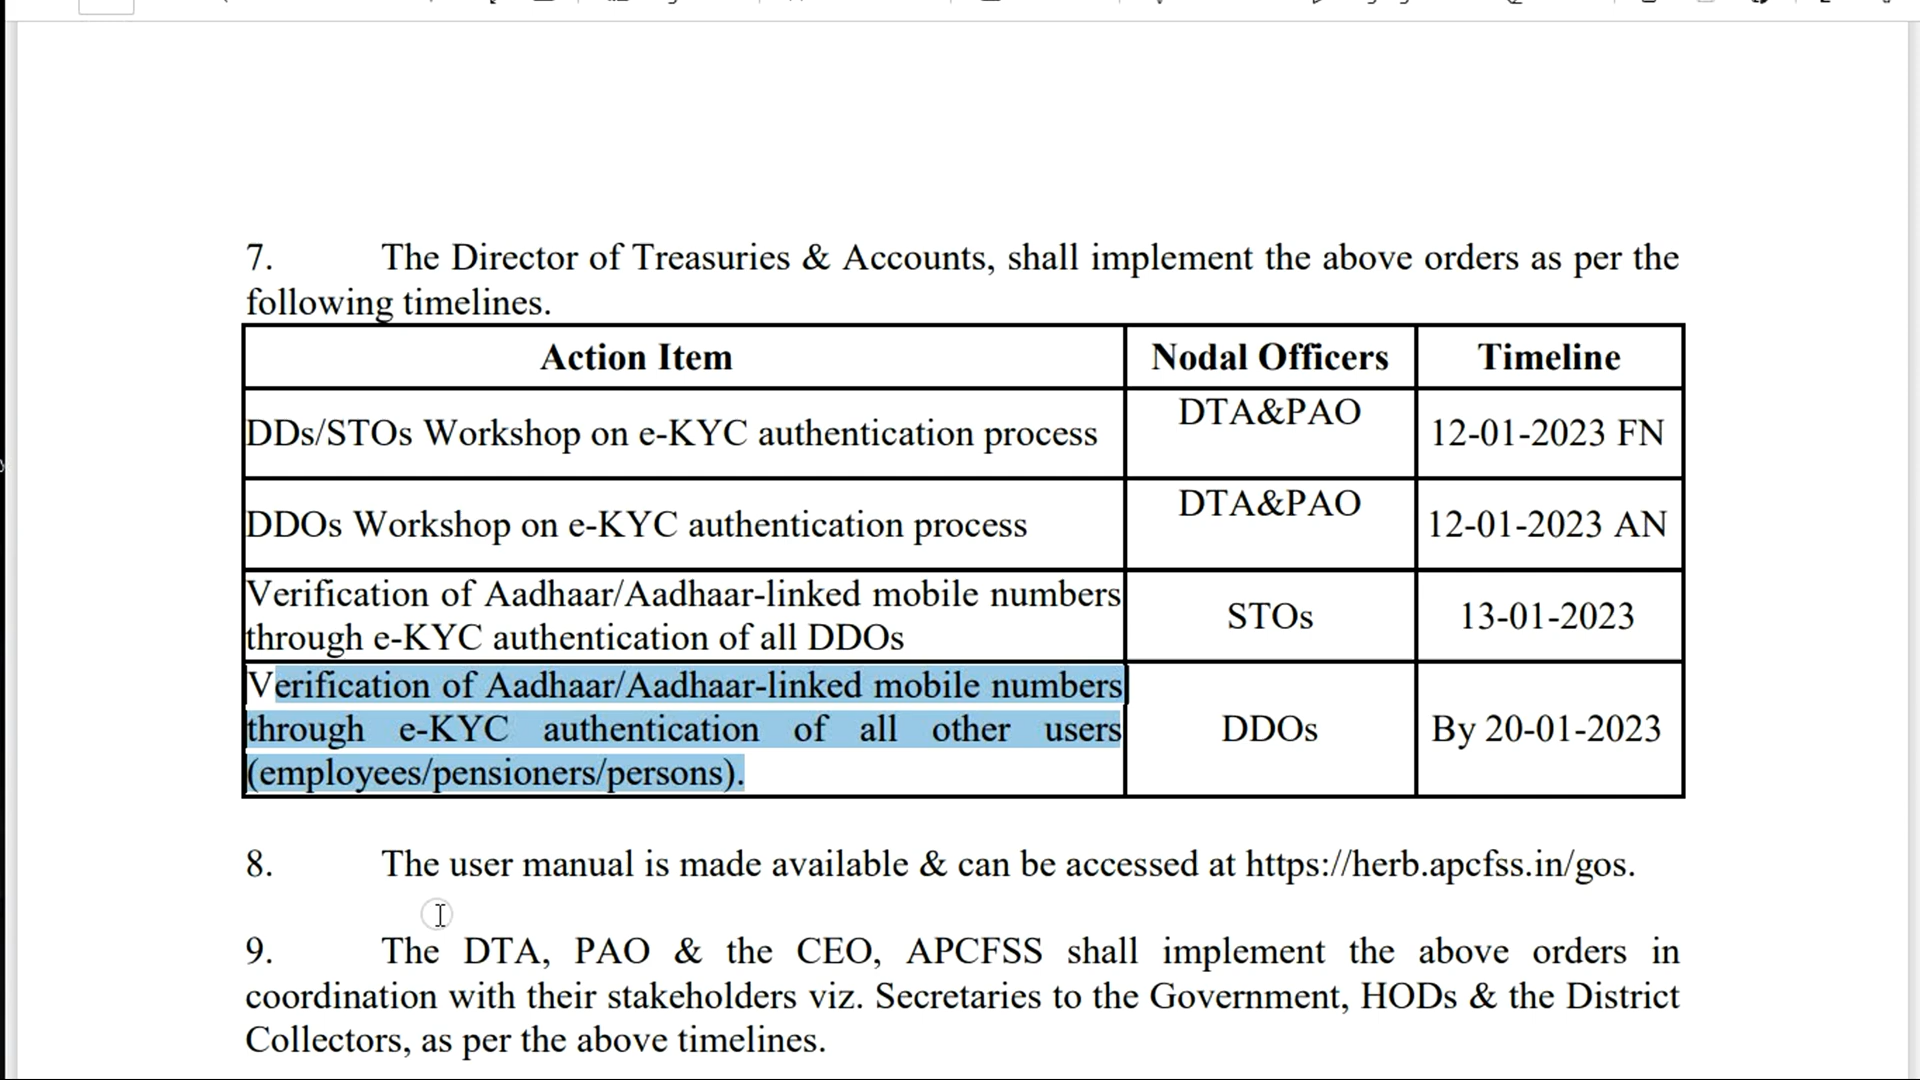 7. The Director of Treasuries & Accounts, shall implement the above orders as per the
following timelines.
Action Item Nodal Officers Timeline
DDs/STOs Workshop on e-KYC authentication process DTA&PAO 12-01-2023 FN
DDOs Workshop on e-KYC authentication process DTA&PAO 12-01-2023 AN
Verification of Aadhaar/Aadhaar-linked mobile numbers
through e-KYC authentication of all DDOs STOs 13-01-2023
Verification of Aadhaar/Aadhaar-linked mobile numbers
through e-KYC authentication of all other users DDOs By 20-01-2023
(employees/pensioners/persons).
8. The user manual is made available & can be accessed at https://herb.apcfss.in/gos.
9. The DTA, PAO & the CEO, APCFSS shall implement the above orders in
coordination with their stakeholders viz. Secretaries to the Government, HODs & the District
Collectors, as per the above timelines.